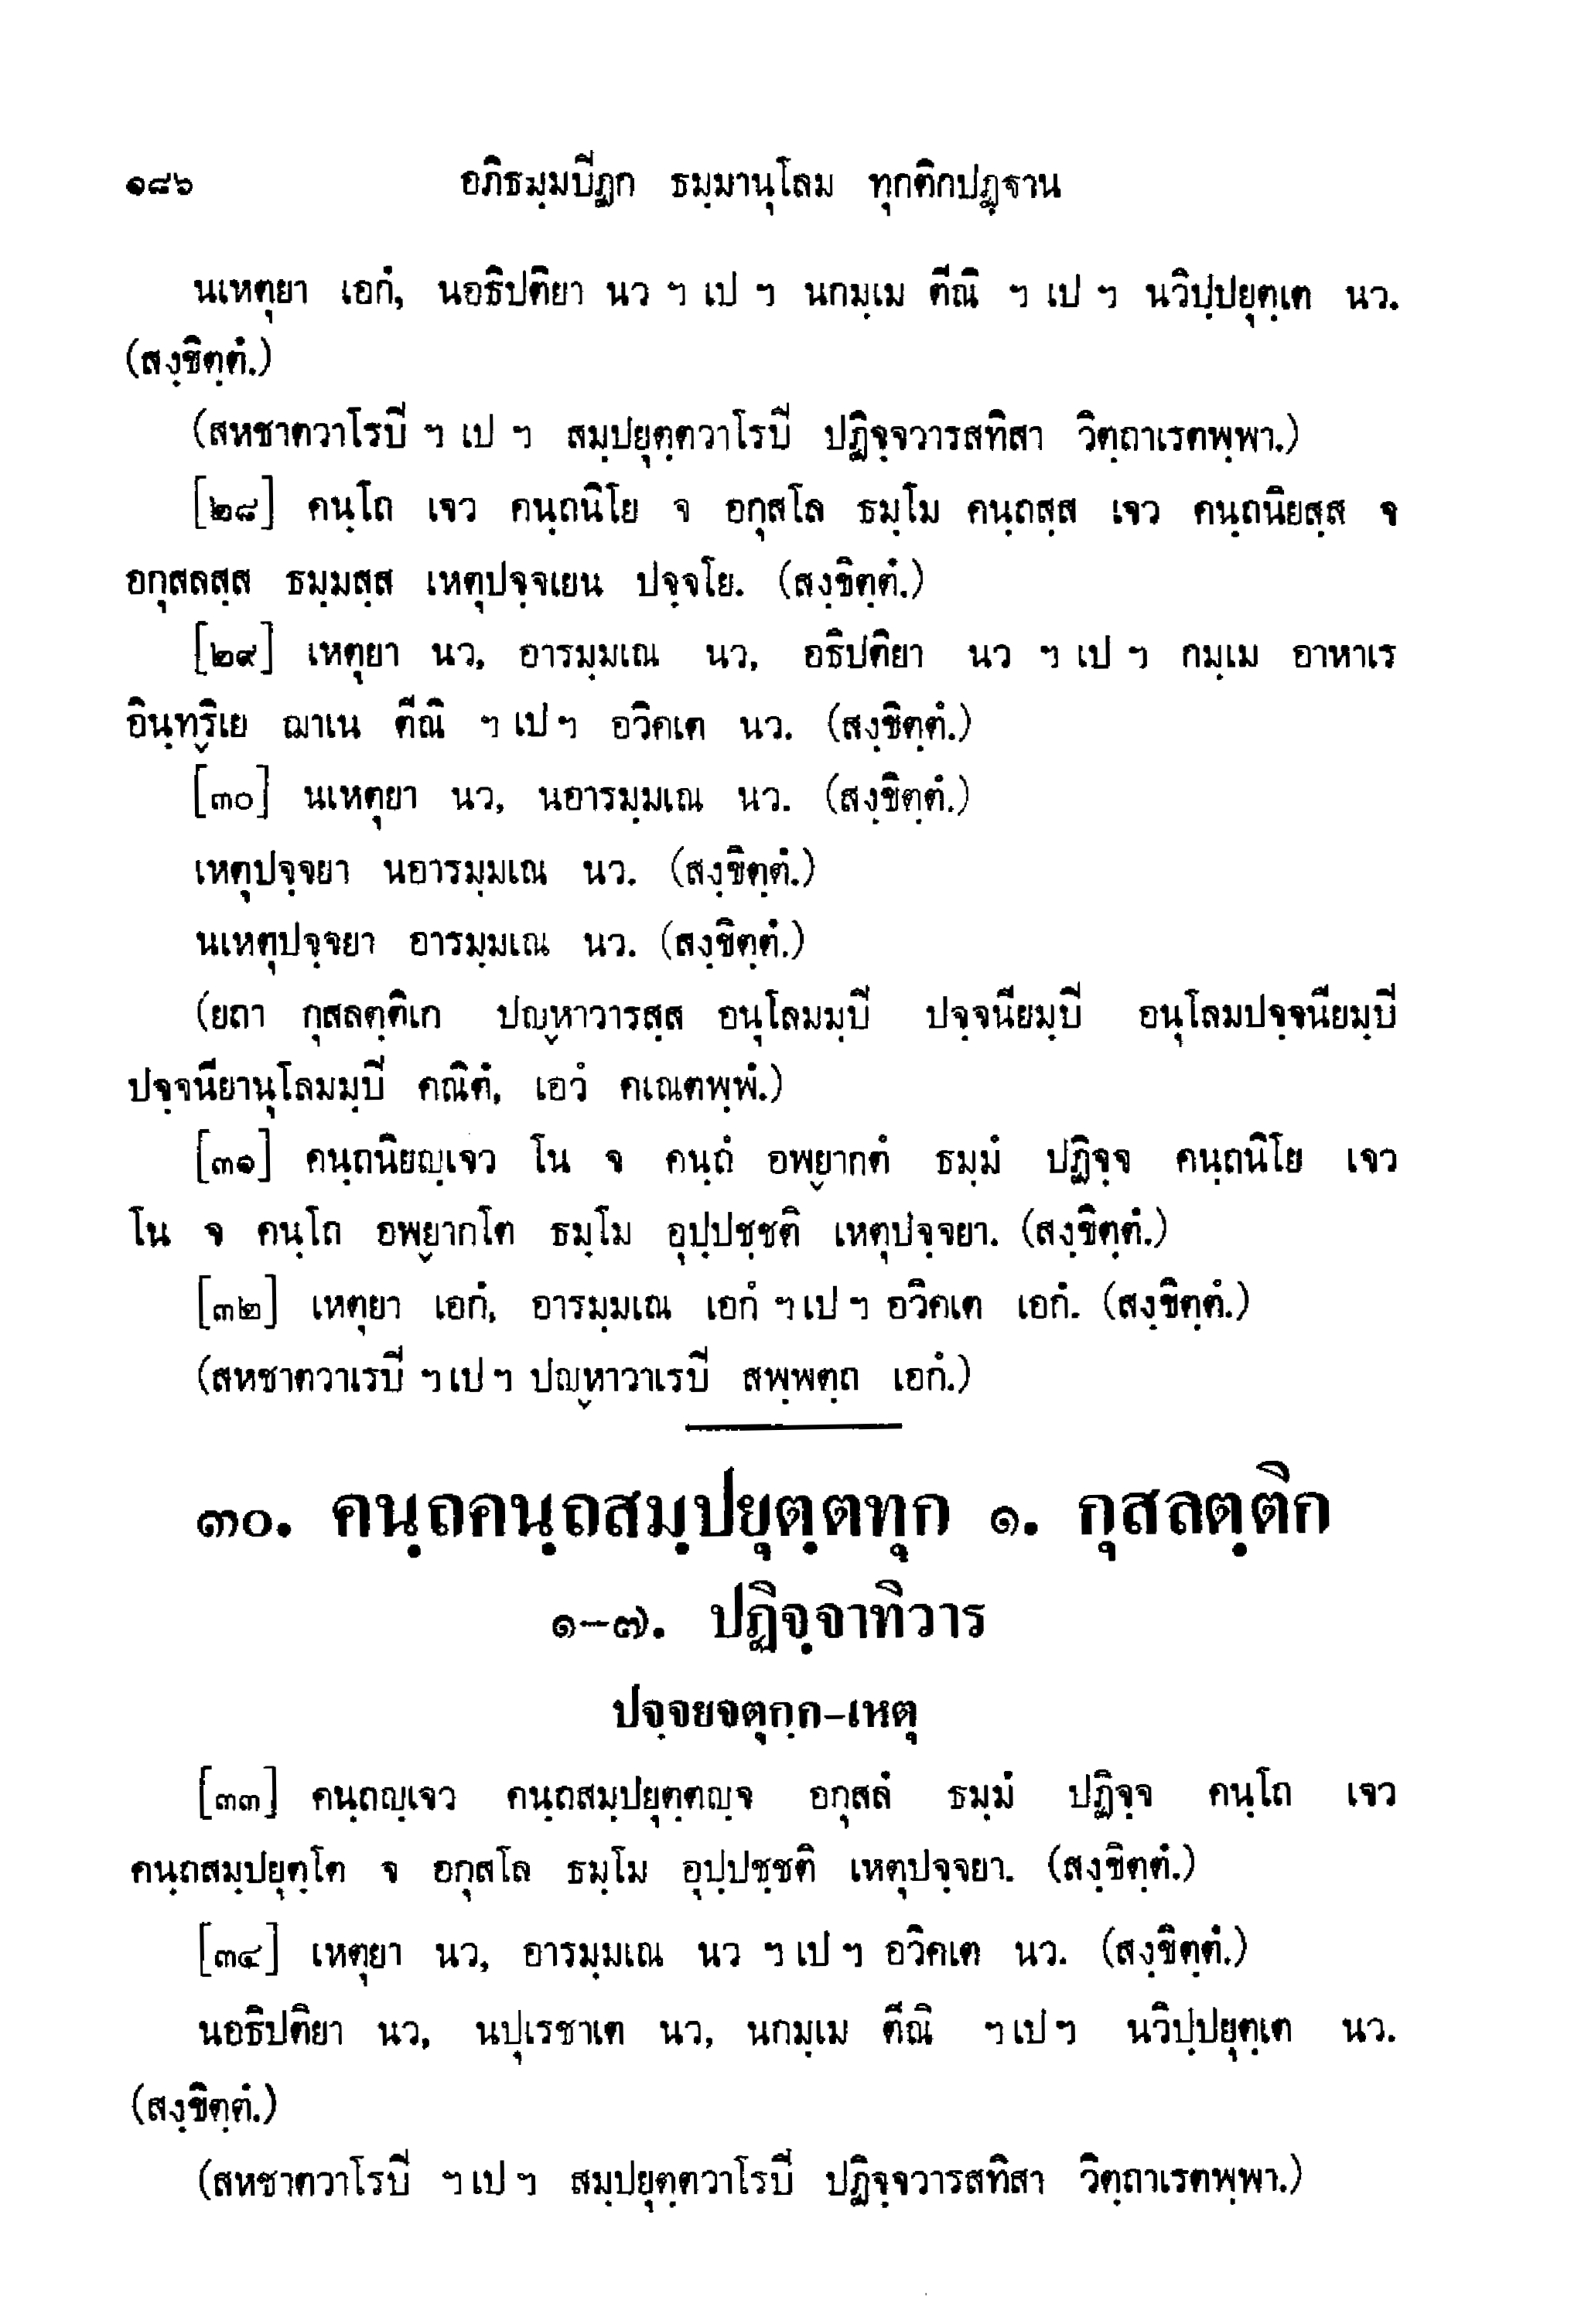 ๑๘๖ อภิธมฺมปิฏก ธมฺมานุโลม ทุกติกปฏฺฐาน
นเหตุยา เอกํ, นอธิปติยา นว ฯ เป ฯ นกมฺเม ตีณิ ฯ เป ฯ นวิปฺปยุตฺเต นว.
(สงฺขิตฺตํ.)
(สหชาตวาโรปิ ฯ เป ฯ สมฺปยุตฺตวาโรปิ ปฏิจฺจวารสทิสา วิตฺถาเรตพฺพา.)
[๒๘] คนฺโถ เจว คนฺถนิโย จ อกุสโล ธมฺโม คนฺถสฺส เจว คนฺถนิยสฺส จ
อกุสลสฺส ธมฺมสฺส เหตุปจฺจเยน ปจฺจโย. (สงฺขิตฺตํ.)
[๒๙] เหตุยา นว, อารมฺมเณ นว, อธิปติยา นว ฯ เป ฯ กมฺเม อาหาเร
อินฺทฺริเย ฌาเน ตีณิ ฯ เป ฯ อวิคเต นว. (สงฺขิตฺตํ.)
[๓๐] นเหตุยา นว, นอารมฺมเณ นว. (สงฺขิตฺตํ.)
เหตุปจฺจยา นอารมฺมเณ นว. (สงฺขิตฺตํ.)
นเหตุปจฺจยา อารมฺมเณ นว. (สงฺขิตฺตํ.)
(ยถา กุสลตฺติเก ปญฺหาวารสฺส อนุโลมมฺปิ ปจฺจนียมฺปิ อนุโลมปจฺจนียมฺปิ
ปจฺจนียานุโลมมฺปิ คณิตํ, เอวํ คเณตพฺพํ.)
[๓๑] คนฺถนิยญฺเจว โน จ คนฺถํ อพฺยากตํ ธมฺมํ ปฏิจฺจ คนฺถนิโย เจว
โน จ คนฺโถ อพฺยากโต ธมฺโม อุปฺปชฺชติ เหตุปจฺจยา. (สงฺขิตฺตํ.)
[๓๒] เหตุยา เอกํ, อารมฺมเณ เอกํ ฯ เป ฯ อวิคเต เอกํ. (สงฺขิตฺตํ.)
(สหชาตวาเรปิ ฯ เป ฯ ปญฺหาวาเรปิ สพฺพตฺถ เอกํ.)
๓๐. คนฺถคนฺถสมฺปยุตฺตทุก ๑. กุสลตฺติก
๑-๗. ปฏิจฺจาทิวาร
ปจฺจยจตุกฺก-เหตุ
[๓๓] คนฺถญฺเจว คนฺถสมฺปยุตฺตญฺจ อกุสลํ ธมฺมํ ปฏิจฺจ คนฺโถ เจว
คนฺถสมฺปยุตฺโต จ อกุสโล ธมฺโม อุปฺปชฺชติ เหตุปจฺจยา. (สงฺขิตฺตํ.)
[๓๔] เหตุยา นว, อารมฺมเณ นว ฯ เป ฯ อวิคเต นว. (สงฺขิตฺตํ.)
นอธิปติยา นว, นปุเรชาเต นว, นกมฺเม ตีณิ ฯ เป ฯ นวิปฺปยุตฺเต นว.
(สงฺขิตฺตํ.)
(สหชาตวาโรปิ ฯ เป ฯ สมฺปยุตฺตวาโรปิ ปฏิจฺจวารสทิสา วิตฺถาเรตพฺพา.)